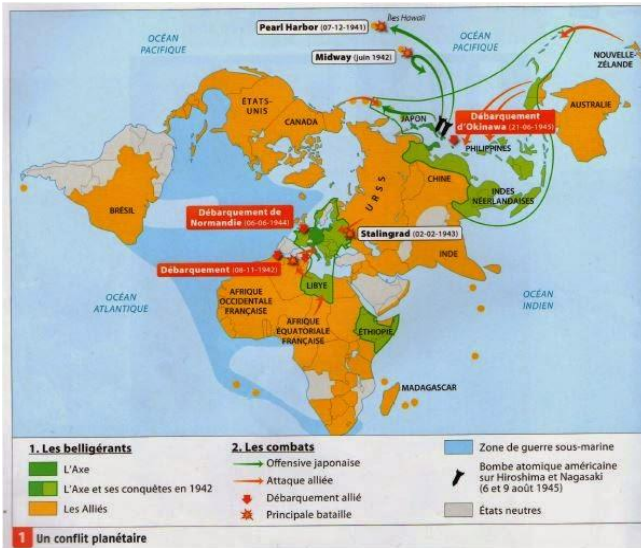 Pearl Harbor (07-12-1941)
Îles Hawaii
OCÉAN
PACIFIQUE
OCÉAN
PACIFIQUE
Midway (juin 1942)
NOUVELLE-
ZÉLANDE
ÉTATS-
UNIS
CANADA
JAPON
Débarquement
d'Okinawa (21-06-1945)
AUSTRALIE
PHILIPPINES
CHINE
URSS
INDES
NÉERLANDAISES
BRÉSIL
Débarquement de
Normandie (06-06-1944)
Stalingrad (02-02-1943)
Débarquement (08-11-1942)
INDE
LIBYE
OCÉAN
ATLANTIQUE
AFRIQUE
OCCIDENTALE
FRANÇAISE
AFRIQUE
ÉQUATORIALE
FRANÇAISE
ÉTHIOPIE
OCÉAN
INDIEN
MADAGASCAR
1. Les belligérants
L'Axe
L'Axe et ses conquêtes en 1942
Les Alliés
2. Les combats
Offensive japonaise
Attaque alliée
Débarquement allié
Principale bataille
Zone de guerre sous-marine
Bombe atomique américaine
sur Hiroshima et Nagasaki
(6 et 9 août 1945)
États neutres
1 Un conflit planétaire